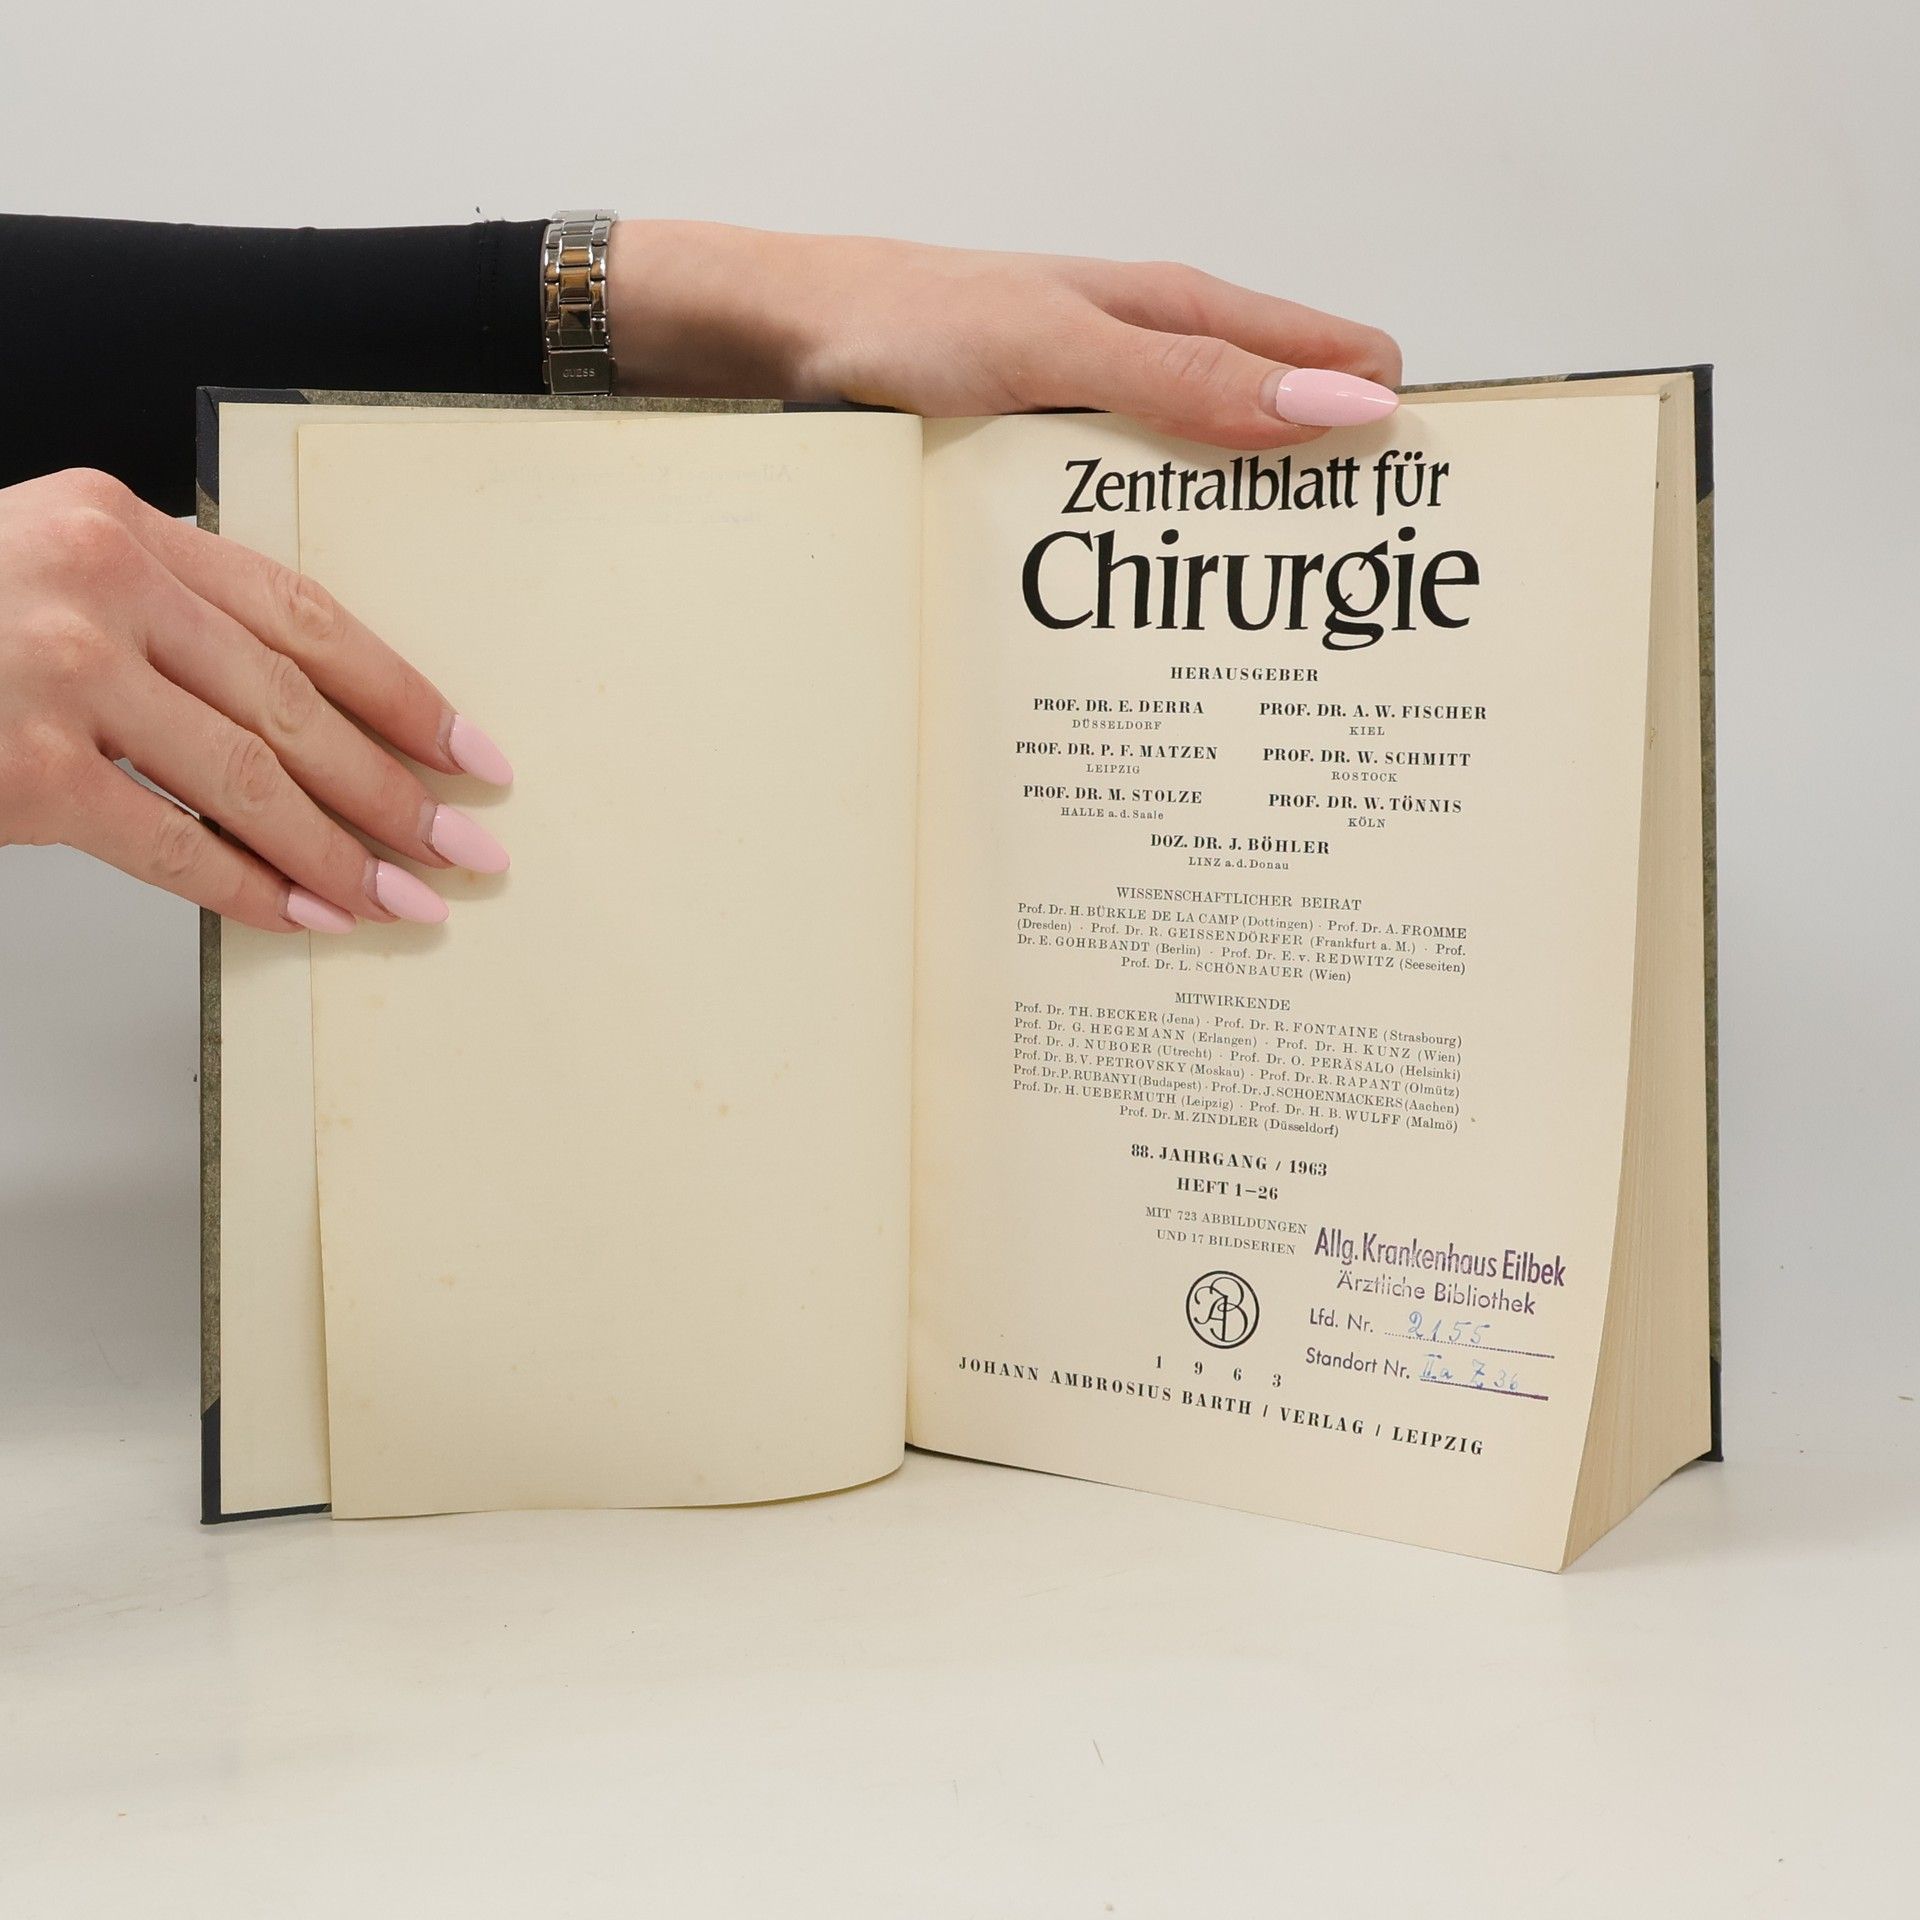 GUESS
Zentralblatt für
Chirurgie
HERAUSGEBER
PROF. DR. E. DERRA
DÜSSELDORF
PROF. DR. A. W. FISCHER
KIEL
PROF. DR. P. F. MATZEN
LEIPZIG
PROF. DR. W. SCHMITT
ROSTOCK
PROF. DR. M. STOLZE
HALLE a. d. Saale
PROF. DR. W. TÖNNIS
KÖLN
DOZ. DR. J. BÖHLER
LINZ a. d. Donau
WISSENSCHAFTLICHER BEIRAT
Prof. Dr. H. BÜRKLE DE LA CAMP (Dottingen) · Prof. Dr. A. FROMME
(Dresden) · Prof. Dr. R. GEISSENDÖRFER (Frankfurt a. M.) · Prof.
Dr. E. GOHRBANDT (Berlin) · Prof. Dr. E. v. REDWITZ (Seeseiten)
Prof. Dr. L. SCHÖNBAUER (Wien)
MITWIRKENDE
Prof. Dr. TH. BECKER (Jena) · Prof. Dr. R. FONTAINE (Strasbourg)
Prof. Dr. G. HEGEMANN (Erlangen) · Prof. Dr. H. KUNZ (Wien)
Prof. Dr. J. NUBOER (Utrecht) · Prof. Dr. O. PERÄSALO (Helsinki)
Prof. Dr. B. V. PETROVSKY (Moskau) · Prof. Dr. R. RAPANT (Olmütz)
Prof. Dr. P. RUBANYI (Budapest) · Prof. Dr. J. SCHOENMACKERS (Aachen)
Prof. Dr. H. UEBERMUTH (Leipzig) · Prof. Dr. H. B. WULFF (Malmö)
Prof. Dr. M. ZINDLER (Düsseldorf)
88. JAHRGANG / 1963
HEFT 1–26
MIT 723 ABBILDUNGEN
UND 17 BILDSERIEN
Allg. Krankenhaus Eilbek
Ärztliche Bibliothek
Lfd. Nr. 2155
Standort Nr. IIa Z 36
JAB
1963
JOHANN AMBROSIUS BARTH / VERLAG / LEIPZIG